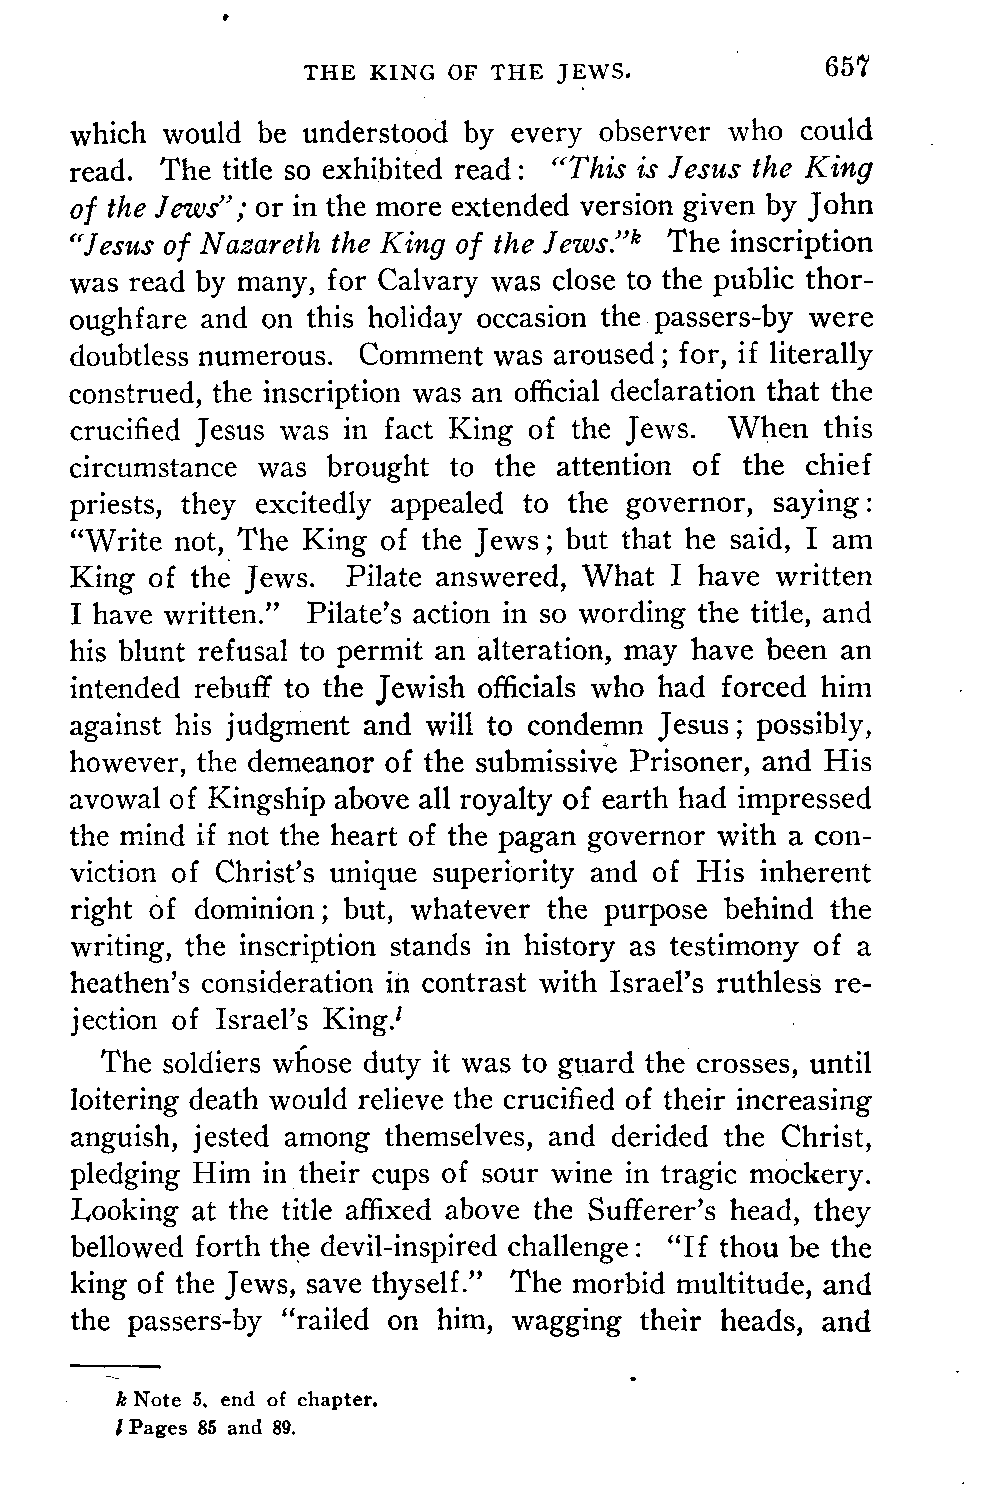 THE KING OF THE JEWS. 657
which would be understood by every observer who could
read. The title so exhibited read: “This is Jesus the King
of the Jews”; or in the more extended version given by John
“Jesus of Nazareth the King of the Jews.”k The inscription
was read by many, for Calvary was close to the public thor-
oughfare and on this holiday occasion the passers-by were
doubtless numerous. Comment was aroused; for, if literally
construed, the inscription was an official declaration that the
crucified Jesus was in fact King of the Jews. When this
circumstance was brought to the attention of the chief
priests, they excitedly appealed to the governor, saying:
“Write not, The King of the Jews; but that he said, I am
King of the Jews. Pilate answered, What I have written
I have written.” Pilate’s action in so wording the title, and
his blunt refusal to permit an alteration, may have been an
intended rebuff to the Jewish officials who had forced him
against his judgment and will to condemn Jesus; possibly,
however, the demeanor of the submissive Prisoner, and His
avowal of Kingship above all royalty of earth had impressed
the mind if not the heart of the pagan governor with a con-
viction of Christ’s unique superiority and of His inherent
right of dominion; but, whatever the purpose behind the
writing, the inscription stands in history as testimony of a
heathen’s consideration in contrast with Israel’s ruthless re-
jection of Israel’s King.l
The soldiers whose duty it was to guard the crosses, until
loitering death would relieve the crucified of their increasing
anguish, jested among themselves, and derided the Christ,
pledging Him in their cups of sour wine in tragic mockery.
Looking at the title affixed above the Sufferer’s head, they
bellowed forth the devil-inspired challenge: “If thou be the
king of the Jews, save thyself.” The morbid multitude, and
the passers-by “railed on him, wagging their heads, and
k Note 5, end of chapter.
l Pages 85 and 89.